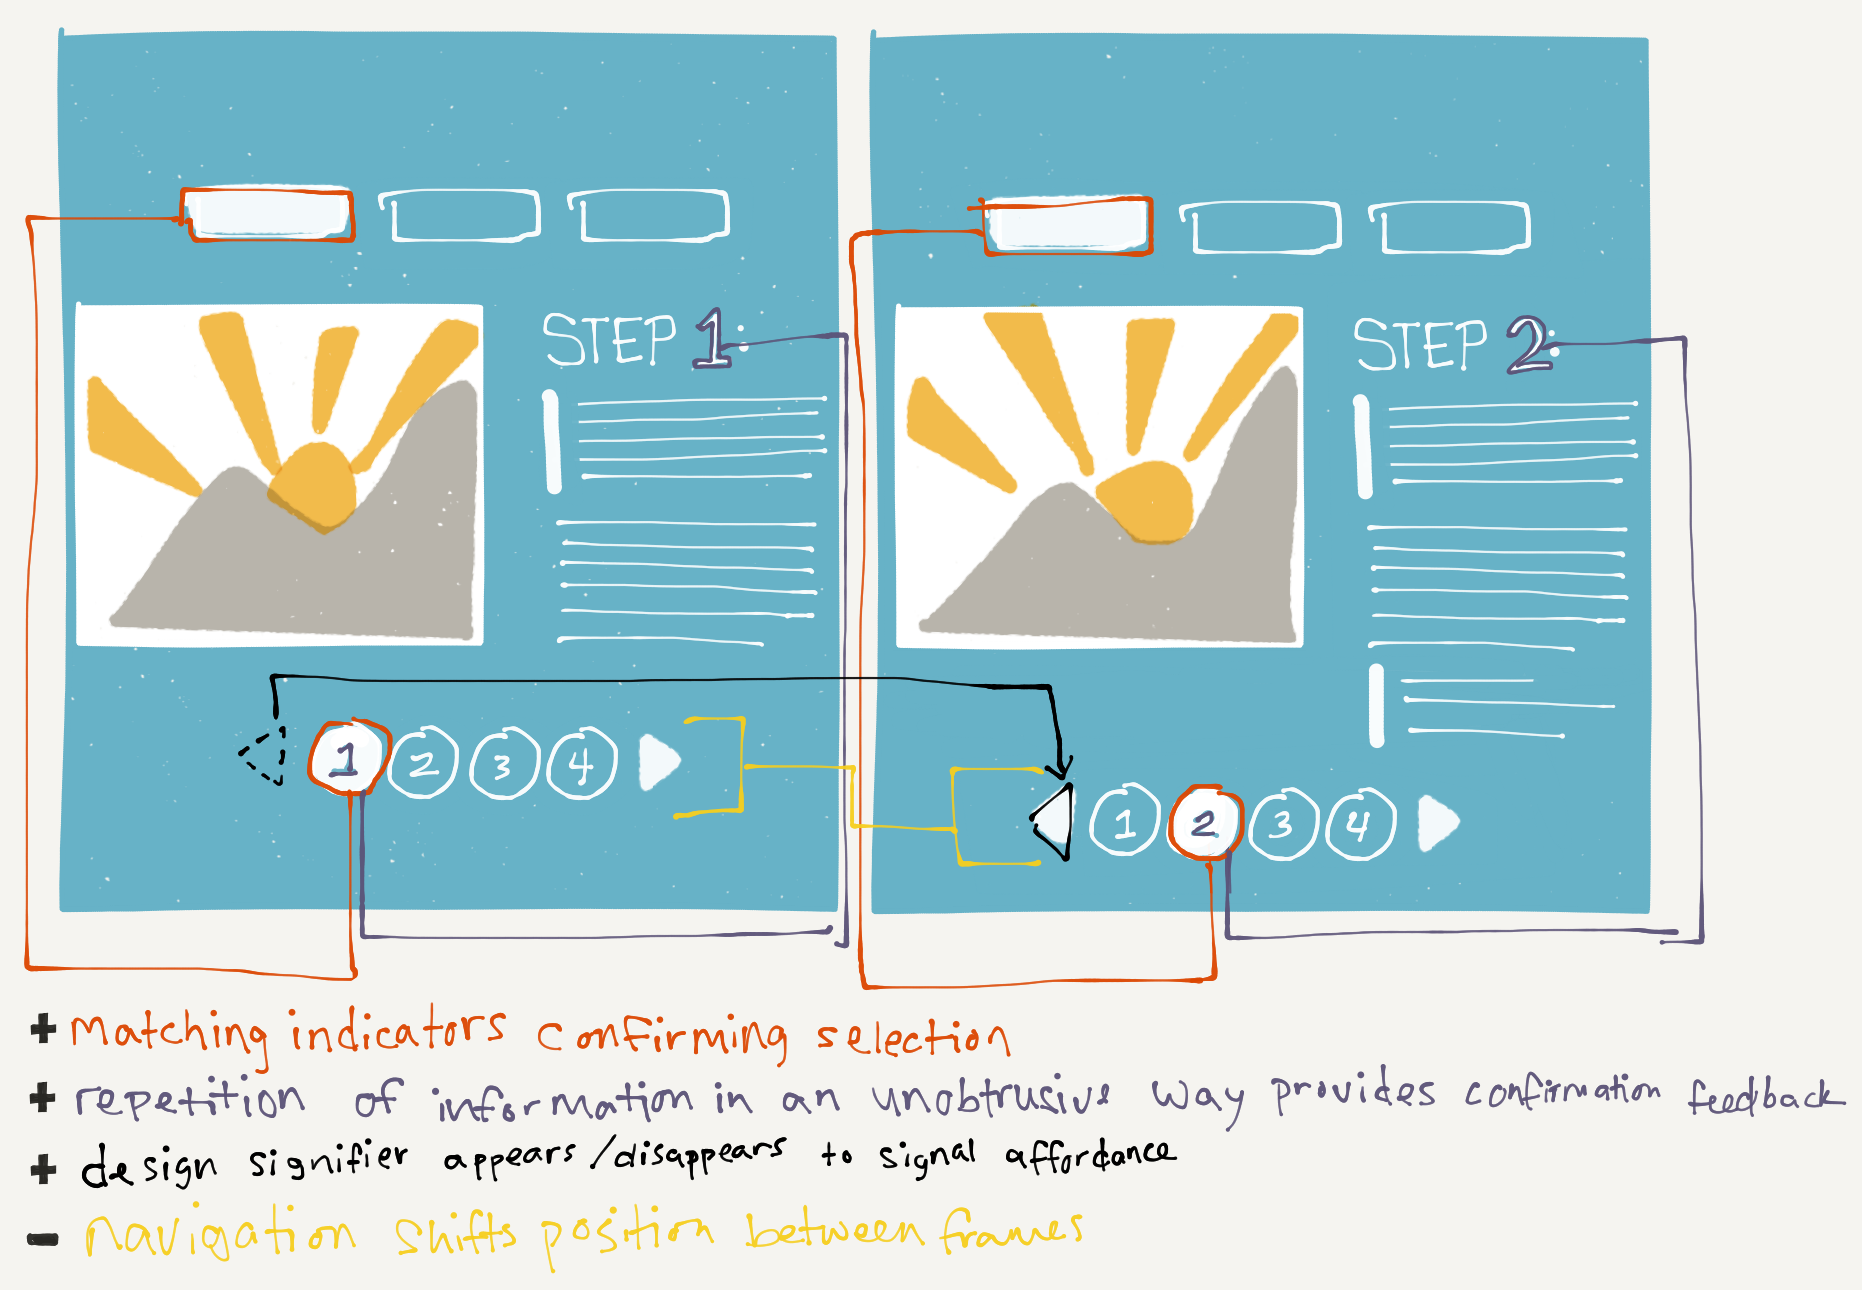 STEP 1:
1 2 3 4
STEP 2:
1 2 3 4
+ matching indicators confirming selection
+ repetition of information in an unobtrusive way provides confirmation feedback
+ design signifier appears/disappears to signal affordance
- navigation shifts position between frames